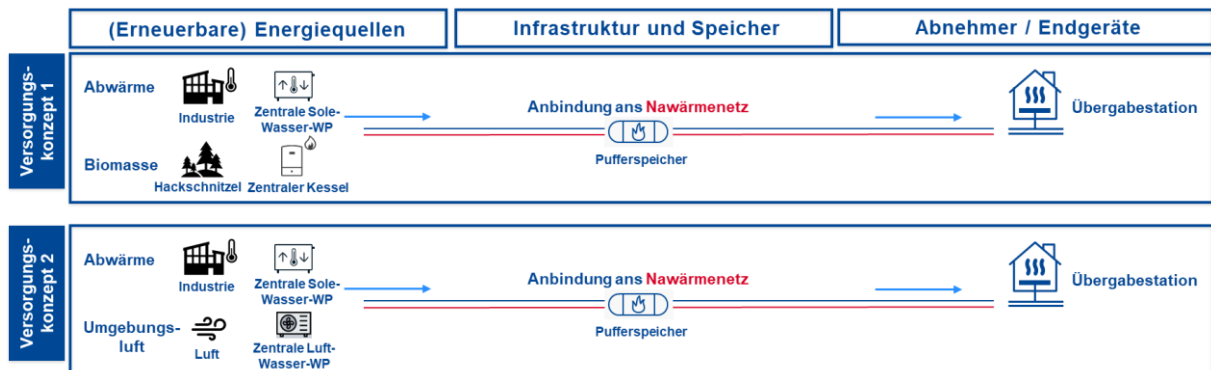 (Erneuerbare) Energiequellen
Infrastruktur und Speicher
Abnehmer / Endgeräte
Versorgungs-
konzept 1
Abwärme
Industrie
Zentrale Sole-
Wasser-WP
Biomasse
Hackschnitzel
Zentraler Kessel
Anbindung ans Nawärmenetz
Pufferspeicher
Übergabestation
Versorgungs-
konzept 2
Abwärme
Industrie
Zentrale Sole-
Wasser-WP
Umgebungs-
luft
Luft
Zentrale Luft-
Wasser-WP
Anbindung ans Nawärmenetz
Pufferspeicher
Übergabestation